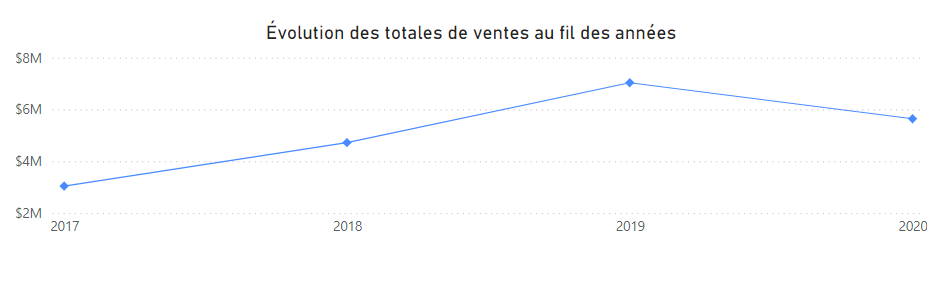 Évolution des totales de ventes au fil des années
$8M
$6M
$4M
$2M
2017 2018 2019 2020